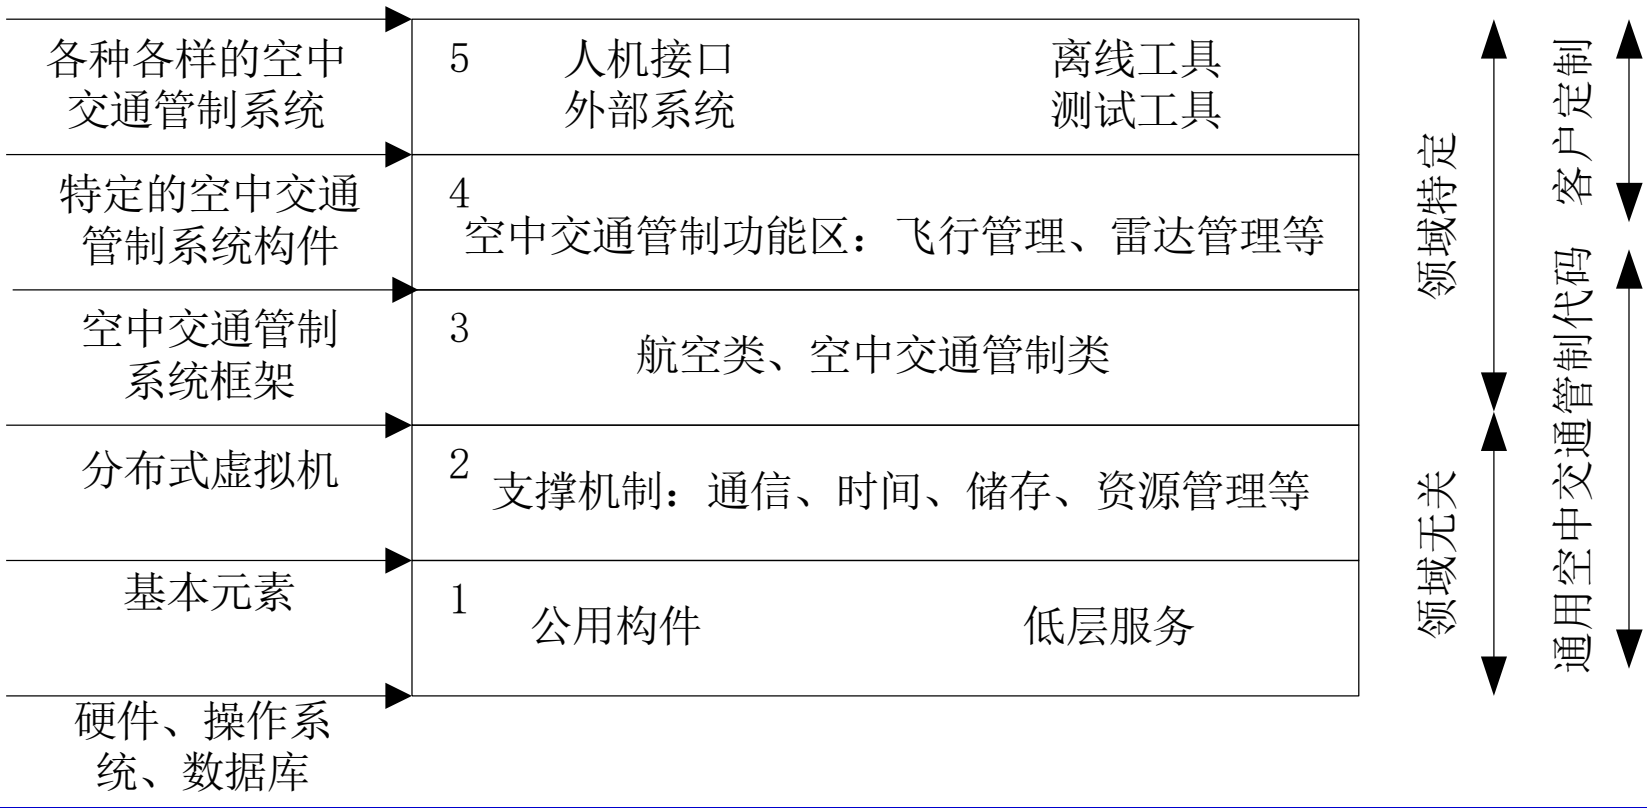 各种各样的空中
交通管制系统
5
人机接口
离线工具
外部系统
测试工具
特定的空中交通
管制系统构件
4
空中交通管制功能区：飞行管理、雷达管理等
空中交通管制
系统框架
3
航空类、空中交通管制类
分布式虚拟机
2
支撑机制：通信、时间、储存、资源管理等
基本元素
1
公用构件
低层服务
硬件、操作系
统、数据库
领域特定
领域无关
客户定制
通用空中交通管制代码